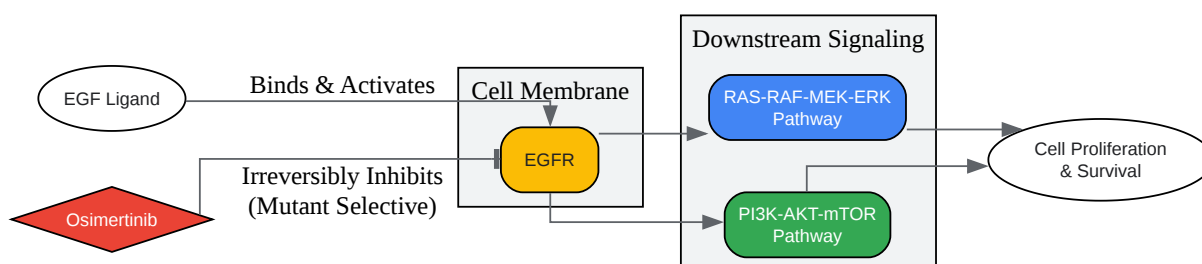 Downstream Signaling
Binds & Activates
Cell Membrane
EGF Ligand
RAS-RAF-MEK-ERK
Pathway
EGFR
Cell Proliferation
& Survival
Irreversibly Inhibits
(Mutant Selective)
Osimertinib
PI3K-AKT-mTOR
Pathway